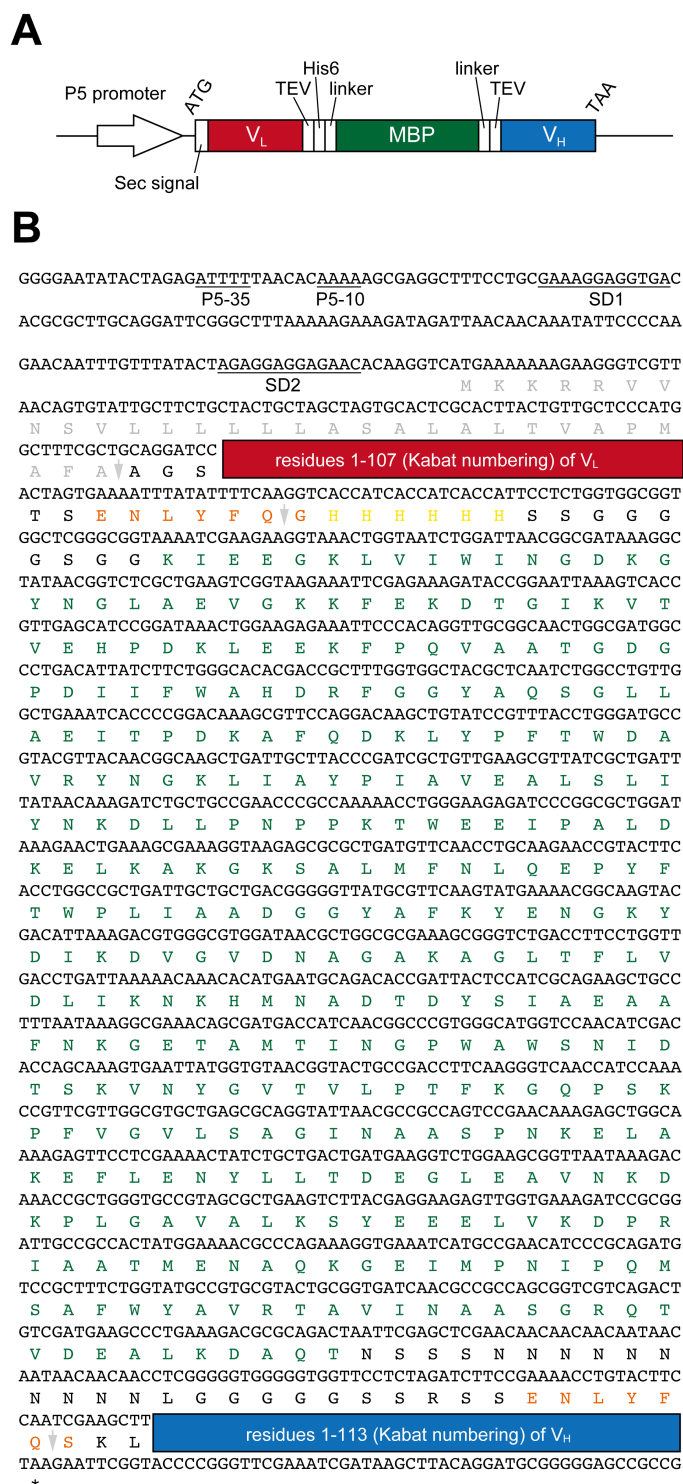 A
P5 promoter
ATG
TEV
His6
linker
linker
TEV
TAA
VL
MBP
VH
Sec signal
B
GGGGAATATACTAGAGATTTTTAACACAAAAAGCGAGGCTTTCCTGCGAAAGGAGGTGAC
P5-35 P5-10 SD1
ACGCGCTTGCAGGATTCGGGCTTTAAAAAGAAAGATAGATTAACAACAAATATTCCCCAA
GAACAATTTGTTTATACTAGAGGAGGAGAACACAAGGTCATGAAAAAAAGAAGGGTCGTT
SD2
M K K R R V V
AACAGTGTATTGCTTCTGCTACTGCTAGCTAGTGCACTCGCACTTACTGTTGCTCCCATG
N S V L L L L L L A S A L A L T V A P M
GCTTTCGCTGCAGGATCC
A F A A G S
residues 1-107 (Kabat numbering) of VL
ACTAGTGAAAATTTATATTTTCAAGGTCACCATCACCATCACCATTCCTCTGGTGGCGGT
T S E N L Y F Q G H H H H H H S S G G G
GGCTCGGGCGGTAAAATCGAAGAAGGTAAACTGGTAATCTGGATTAACGGCGATAAAGGC
G S G G K I E E G K L V I W I N G D K G
TATAACGGTCTCGCTGAAGTCGGTAAGAAATTCGAGAAAGATACCGGAATTAAAGTCACC
Y N G L A E V G K K F E K D T G I K V T
GTTGAGCATCCGGATAAACTGGAAGAGAAATTCCCACAGGTTGCGGCAACTGGCGATGGC
V E H P D K L E E K F P Q V A A T G D G
CCTGACATTATCTTCTGGGCACACGACCGCTTTGGTGGCTACGCTCAATCTGGCCTGTTG
P D I I F W A H D R F G G Y A Q S G L L
GCTGAAATCACCCCGGACAAAGCGTTCCAGGACAAGCTGTATCCGTTTACCTGGGATGCC
A E I T P D K A F Q D K L Y P F T W D A
GTACGTTACAACGGCAAGCTGATTGCTTACCCGATCGCTGTTGAAGCGTTATCGCTGATT
V R Y N G K L I A Y P I A V E A L S L I
TATAACAAAGATCTGCTGCCGAACCCGCCAAAAACCTGGGAAGAGATCCCGGCGCTGGAT
Y N K D L L P N P P K T W E E I P A L D
AAAGAACTGAAAGCGAAAGGTAAGAGCGCGCTGATGTTCAACCTGCAAGAACCGTACTTC
K E L K A K G K S A L M F N L Q E P Y F
ACCTGGCCGCTGATTGCTGCTGACGGGGGTTATGCGTTCAAGTATGAAAACGGCAAGTAC
T W P L I A A D G G Y A F K Y E N G K Y
GACATTAAAGACGTGGGCGTGGATAACGCTGGCGCGAAAGCGGGTCTGACCTTCCTGGTT
D I K D V G V D N A G A K A G L T F L V
GACCTGATTAAAAACAAACACATGAATGCAGACACCGATTACTCCATCGCAGAAGCTGCC
D L I K N K H M N A D T D Y S I A E A A
TTTAATAAAGGCGAAACAGCGATGACCATCAACGGCCCGTGGGCATGGTCCAACATCGAC
F N K G E T A M T I N G P W A W S N I D
ACCAGCAAAGTGAATTATGGTGTAACGGTACTGCCGACCTTCAAGGGTCAACCATCCAAA
T S K V N Y G V T V L P T F K G Q P S K
CCGTTCGTTGGCGTGCTGAGCGCAGGTATTAACGCCGCCAGTCCGAACAAAGAGCTGGCA
P F V G V L S A G I N A A S P N K E L A
AAAGAGTTCCTCGAAAACTATCTGCTGACTGATGAAGGTCTGGAAGCGGTTAATAAAGAC
K E F L E N Y L L T D E G L E A V N K D
AAACCGCTGGGTGCCGTAGCGCTGAAGTCTTACGAGGAAGAGTTGGTGAAAGATCCGCGG
K P L G A V A L K S Y E E E L V K D P R
ATTGCCGCCACTATGGAAAACGCCCAGAAAGGTGAAATCATGCCGAACATCCCGCAGATG
I A A T M E N A Q K G E I M P N I P Q M
TCCGCTTTCTGGTATGCCGTGCGTACTGCGGTGATCAACGCCGCCAGCGGTCGTCAGACT
S A F W Y A V R T A V I N A A S G R Q T
GTCGATGAAGCCCTGAAAGACGCGCAGACTAATTCGAGCTCGAACAACAACAACAATAAC
V D E A L K D A Q T N S S S N N N N N N
AATAACAACAACCTCGGGGGTGGGGGTGGTTCCTCTAGATCTTCCGAAAACCTGTACTTC
N N N N L G G G G G S S R S S E N L Y F
CAATCGAAGCTT
Q S K L
residues 1-113 (Kabat numbering) of VH
TAAGAATTCGGTACCCCGGGTTCGAAATCGATAAGCTTACAGGATGCGGGGGAGCCGCCG
*